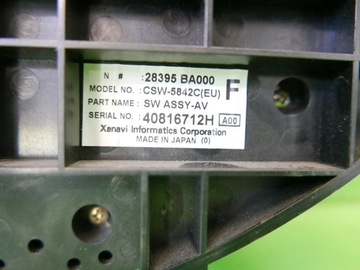 N # :28395 BA000
MODEL NO. :CSW-5842C(EU) F
PART NAME :SW ASSY-AV
SERIAL NO. :40816712H A00
Xanavi Informatics Corporation
MADE IN JAPAN (0)